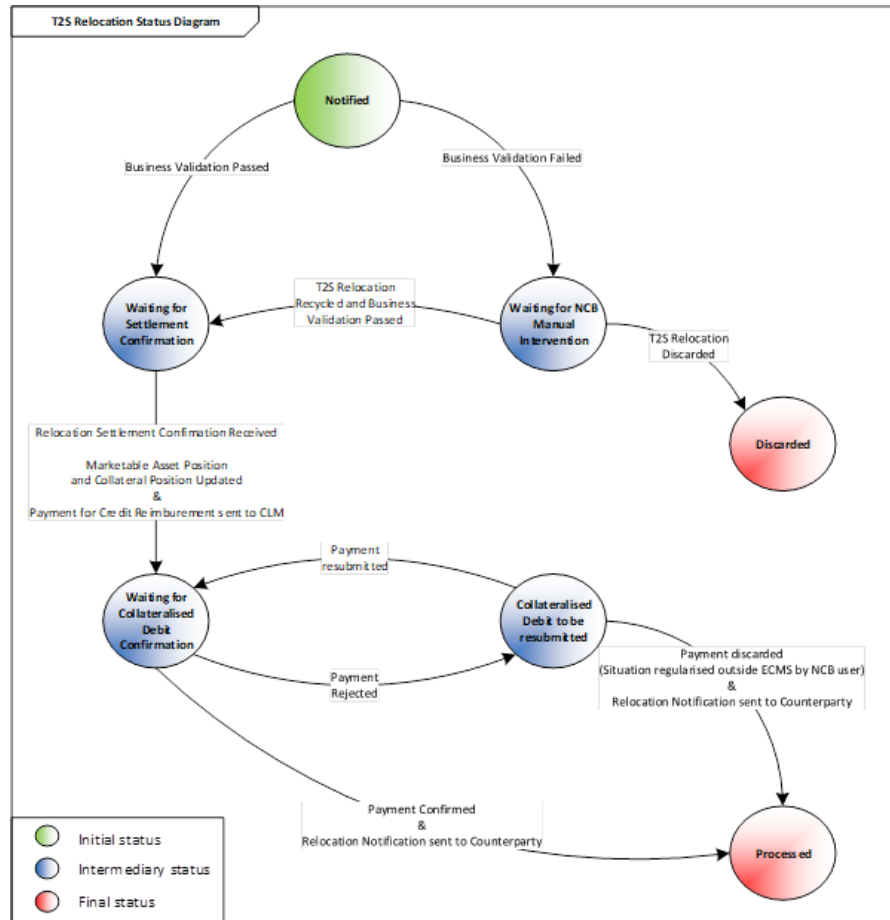 T2S Relocation Status Diagram
Notified
Business Validation Passed
Business Validation Failed
Waiting for
Settlement
Confirmation
T2S Relocation
Recycled and Business
Validation Passed
Waiting for NCB
Manual
Intervention
T2S Relocation
Discarded
Discarded
Relocation Settlement Confimation Received
Marketable Asset Position
and Collateral Position Updated
&
Payment for Credit Reimburement sent to CLM
Payment
resubmitted
Waiting for
Collateralised
Debit
Confirmation
Collateralised
Debit to be
resubmitted
Payment
Rejected
Payment discarded
(Situation regularised outside ECMS by NCB user)
&
Relocation Notification sent to Counterparty
Payment Confirmed
&
Relocation Notification sent to Counterparty
Processed
Initial status
Intermediary status
Final status